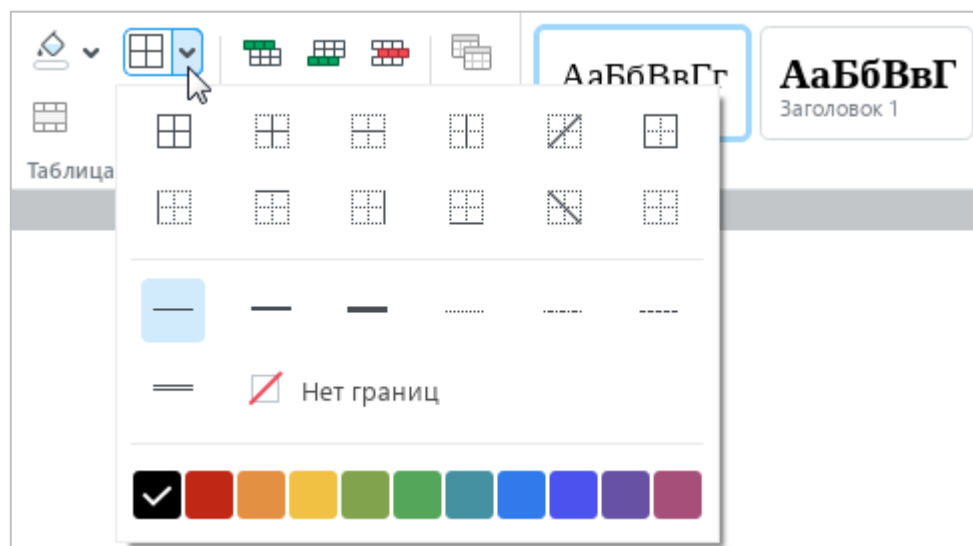 АаБбВвГг
АаБбВвГ
Заголовок 1
Таблица
Нет границ